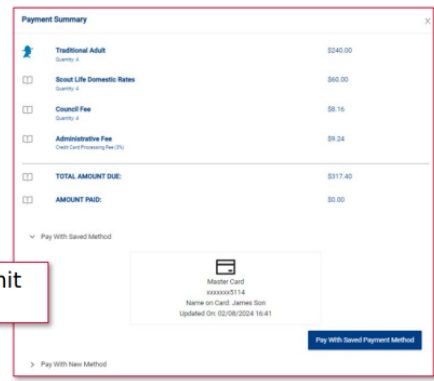 Payment Summary
X
Traditional Adult $240.00
Quantity: 4
Scout Life Domestic Rates $60.00
Quantity: 4
Council Fee $8.16
Quantity: 4
Administrative Fee $9.24
Credit Card Processing Fee (3%)
TOTAL AMOUNT DUE: $317.40
AMOUNT PAID: $0.00
Pay With Saved Method
nit
Master Card
xxxxxxx5114
Name on Card: James Son
Updated On: 02/08/2024 16:41
Pay With Saved Payment Method
Pay With New Method